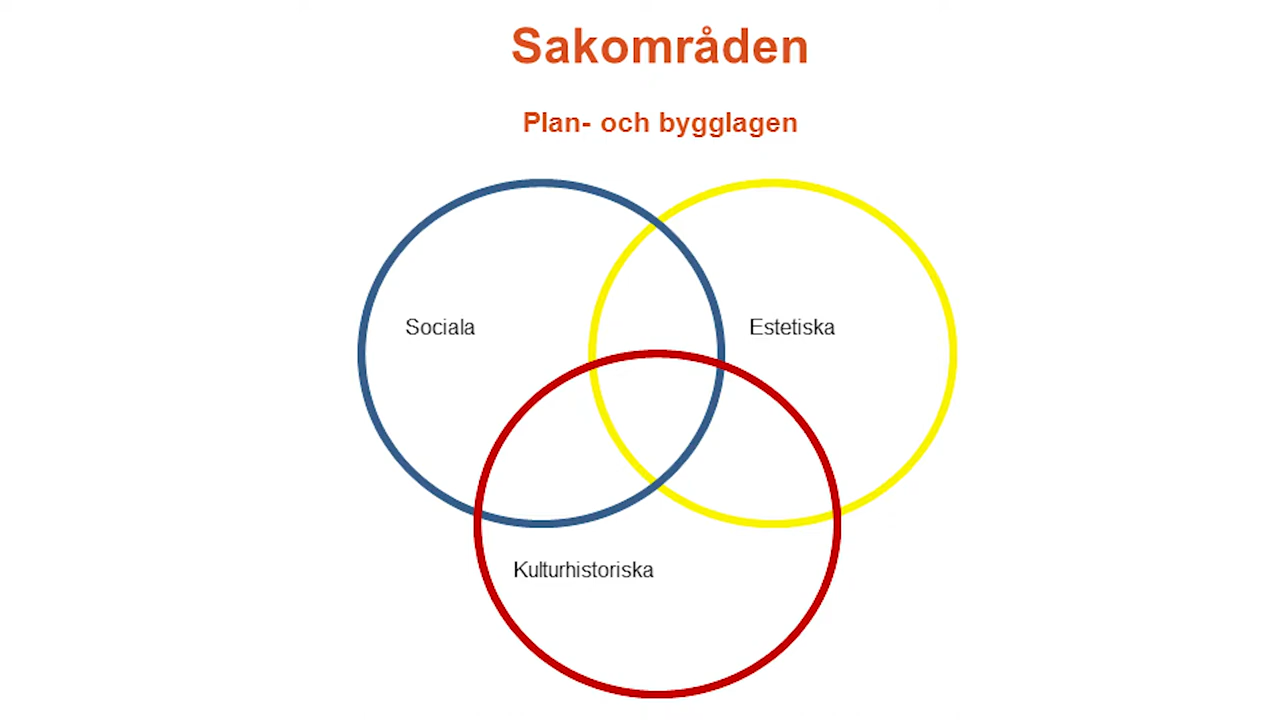 Sakområden
Plan- och bygglagen
Sociala
Estetiska
Kulturhistoriska